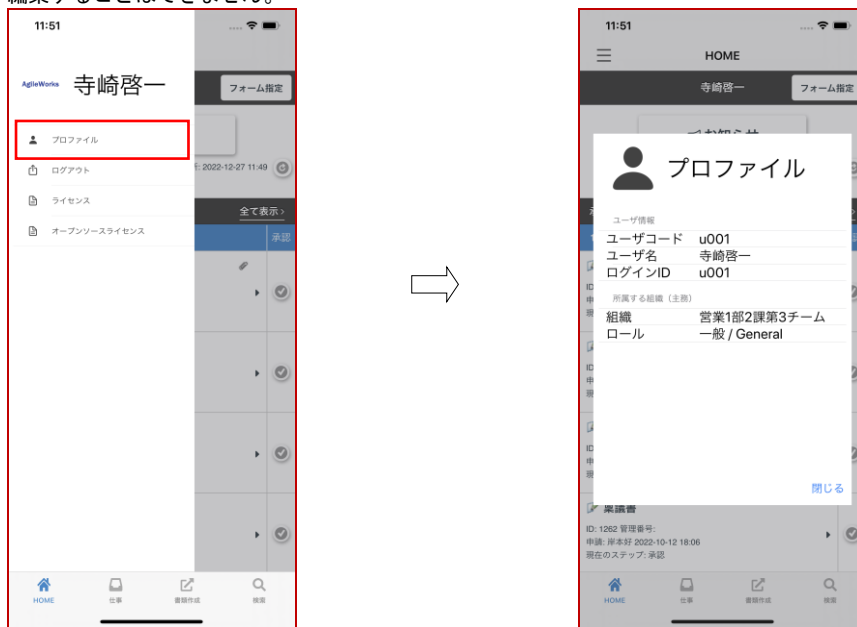 編集することはできません。
11:51
AgileWorks 寺崎啓一
フォーム指定
プロファイル
ログアウト
ライセンス
オープンソースライセンス
2022-12-27 11:49
全て表示
承認
HOME
仕事
書類作成
検索
11:51
HOME
寺崎啓一
フォーム指定
お知らせ
プロファイル
ユーザ情報
ユーザコード u001
ユーザ名 寺崎啓一
ログインID u001
所属する組織（主務）
組織 営業1部2課第3チーム
ロール 一般 / General
閉じる
稟議書
ID: 1262 管理番号:
申請: 岸本好 2022-10-12 18:06
現在のステップ: 承認
HOME
仕事
書類作成
検索